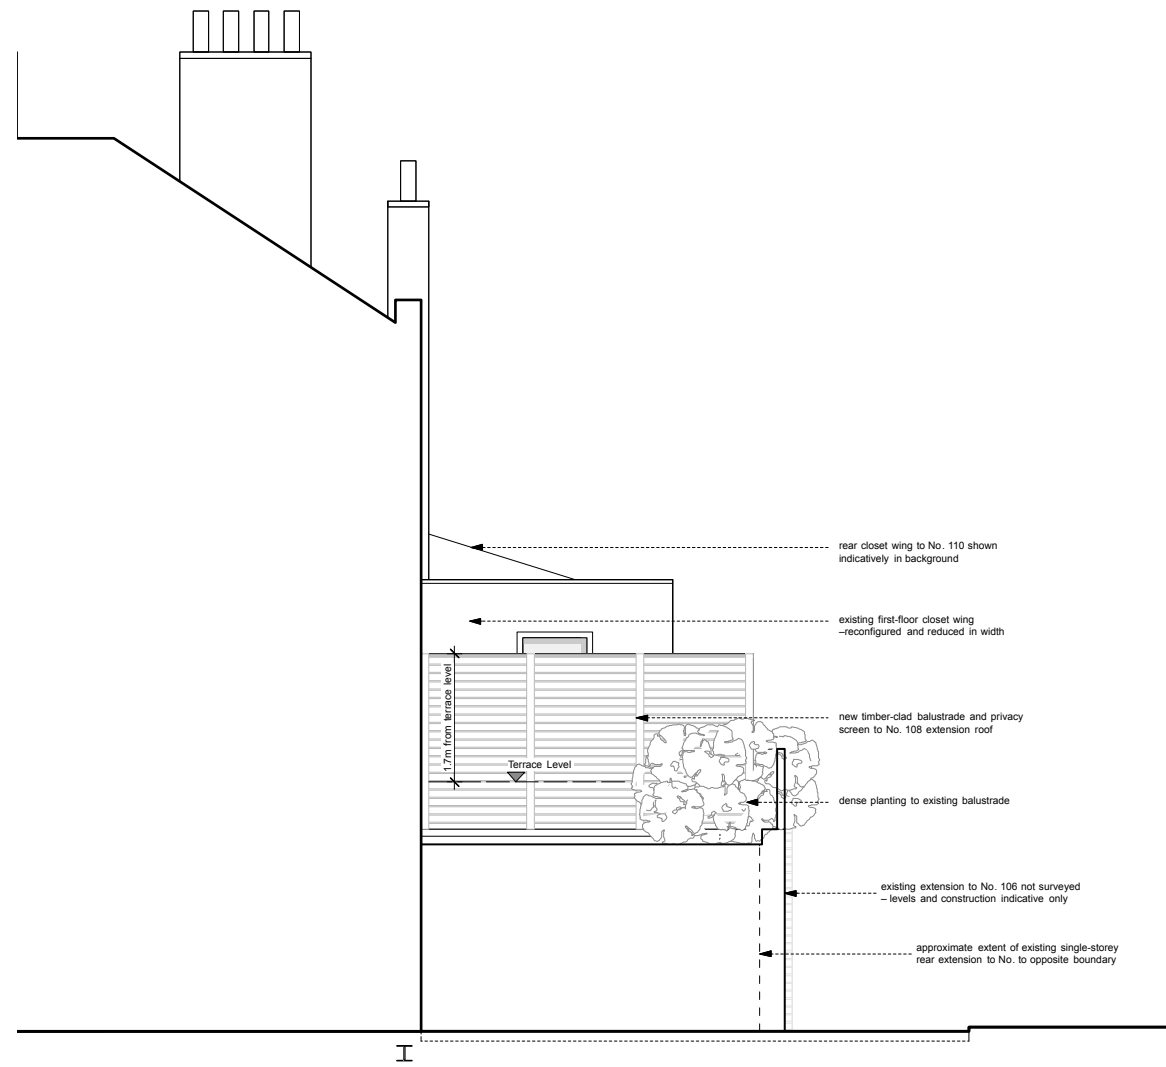 rear closet wing to No. 110 shown
indicatively in background
existing first-floor closet wing
–reconfigured and reduced in width
1.7m from terrace level
new timber-clad balustrade and privacy
screen to No. 108 extension roof
Terrace Level
dense planting to existing balustrade
existing extension to No. 106 not surveyed
– levels and construction indicative only
approximate extent of existing single-storey
rear extension to No. to opposite boundary